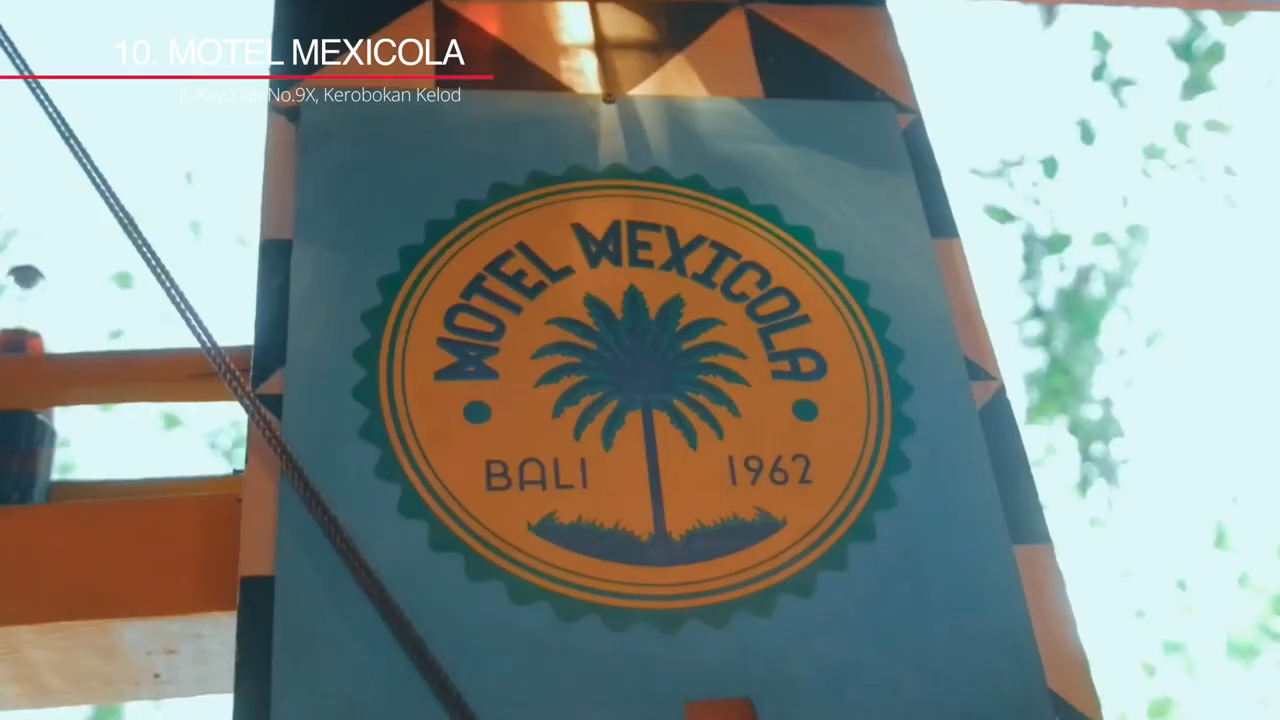 10. MOTEL MEXICOLA
Jl. Kayu Jati No.9X, Kerobokan Kelod
MOTEL MEXICOLA
BALI 1962